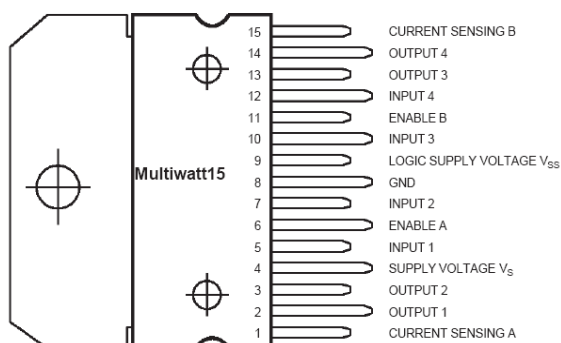 15 CURRENT SENSING B
14 OUTPUT 4
13 OUTPUT 3
12 INPUT 4
11 ENABLE B
10 INPUT 3
9 LOGIC SUPPLY VOLTAGE VSS
Multiwatt15
8 GND
7 INPUT 2
6 ENABLE A
5 INPUT 1
4 SUPPLY VOLTAGE VS
3 OUTPUT 2
2 OUTPUT 1
1 CURRENT SENSING A